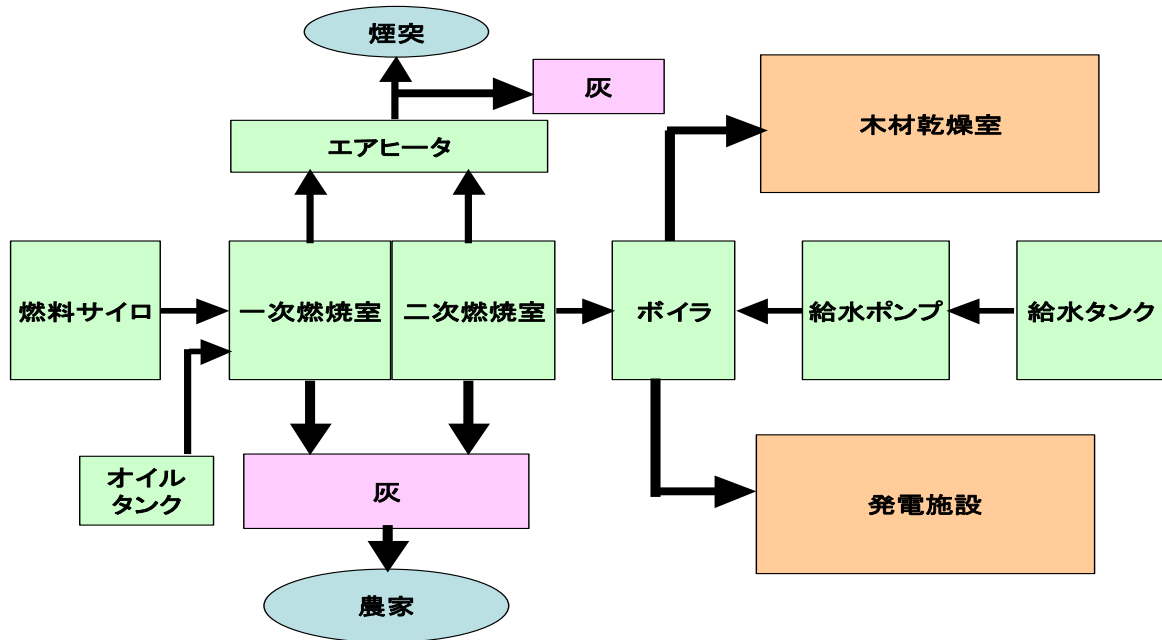 煙突
灰
エアヒータ
木材乾燥室
燃料サイロ
一次燃焼室
二次燃焼室
ボイラ
給水ポンプ
給水タンク
オイル
タンク
灰
発電施設
農家